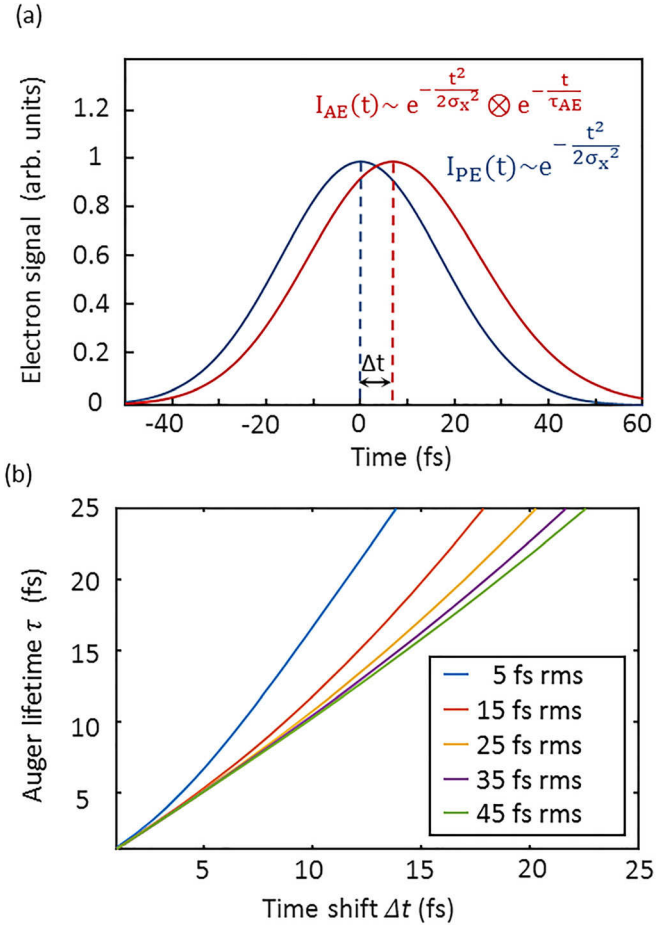 (a)
Electron signal (arb. units)
1.2
1
0.8
0.6
0.4
0.2
0
I_AE(t)~ e^{-t²/2σ_x²} ⊗ e^{-t/τ_AE}
I_PE(t)~e^{-t²/2σ_x²}
Δt
-40 -20 0 20 40 60
Time (fs)
(b)
Auger lifetime τ (fs)
25
20
15
10
5
5 fs rms
15 fs rms
25 fs rms
35 fs rms
45 fs rms
5 10 15 20 25
Time shift Δt (fs)